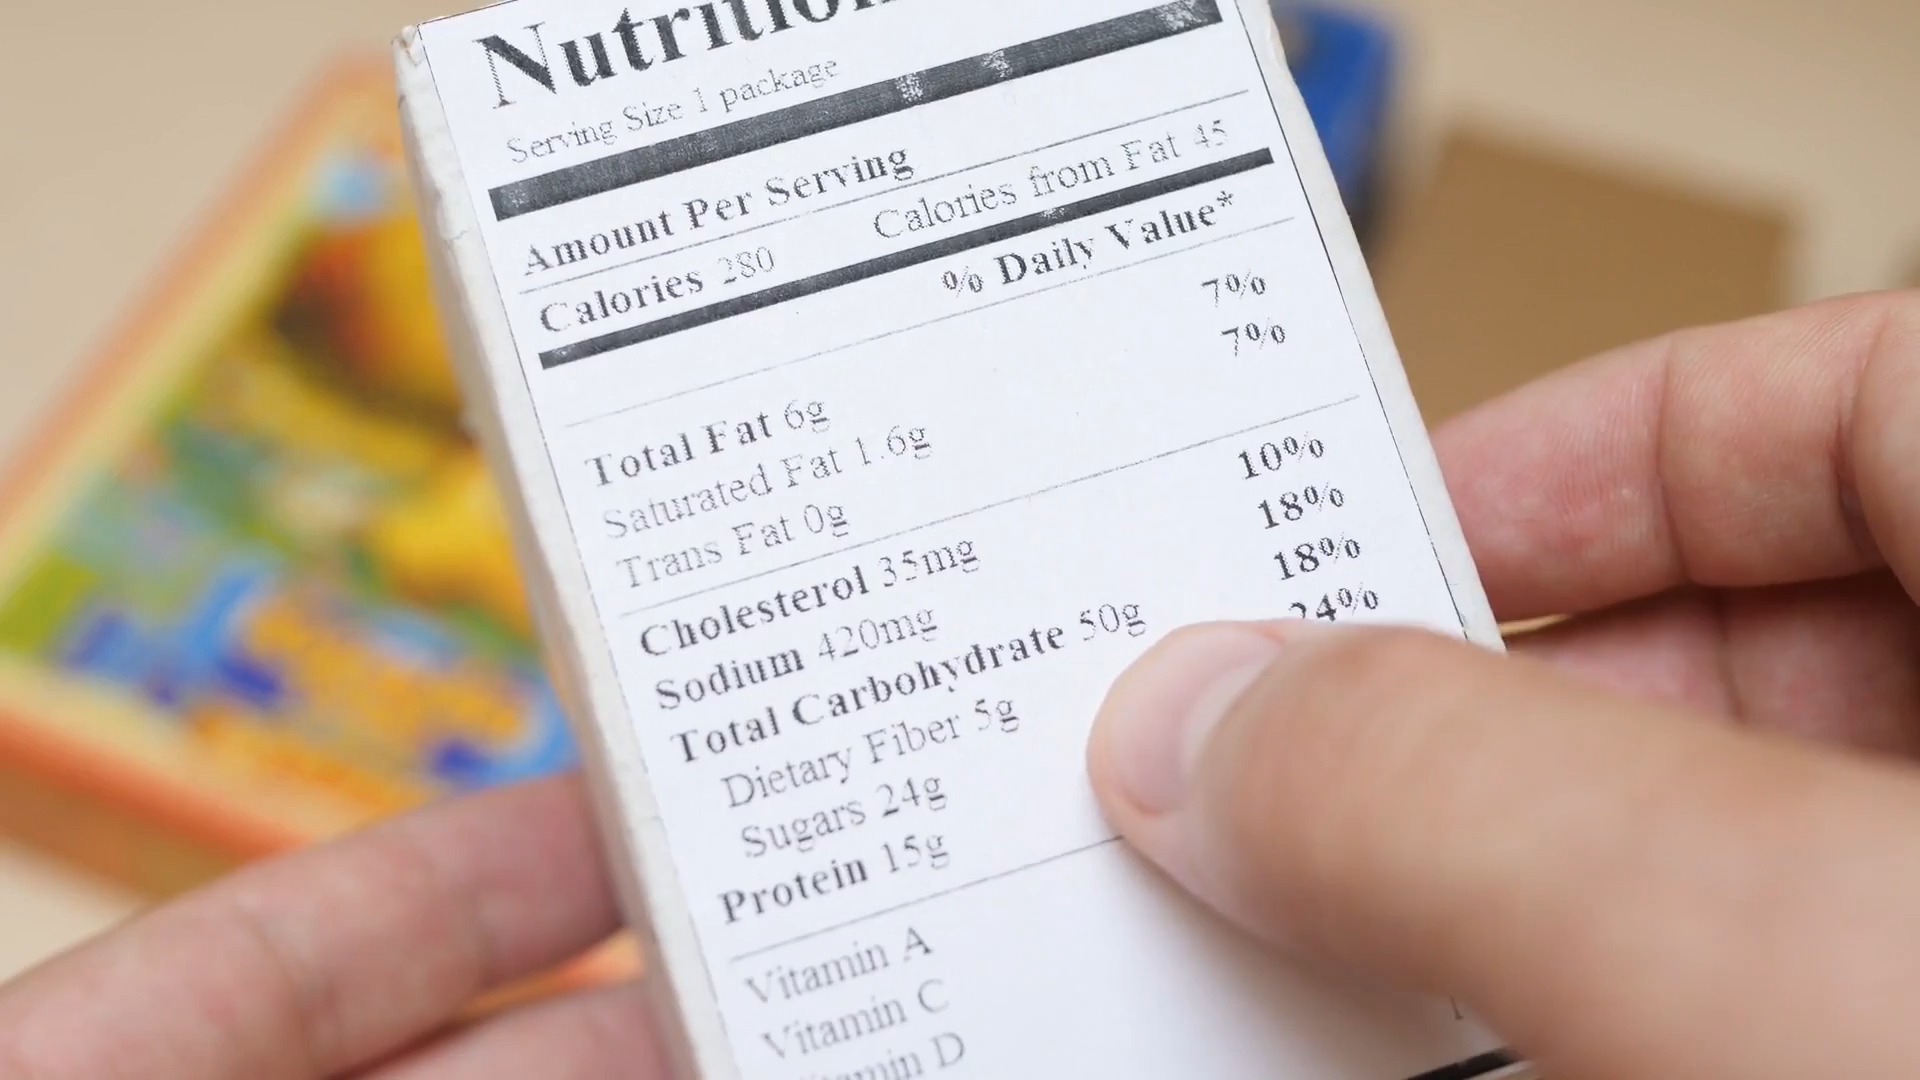 Nutrition
Serving Size 1 package
Amount Per Serving
Calories 280 Calories from Fat 45
% Daily Value*
7%
7%
Total Fat 6g
Saturated Fat 1.6g
Trans Fat 0g
10%
18%
18%
24%
Cholesterol 35mg
Sodium 420mg
Total Carbohydrate 50g
Dietary Fiber 5g
Sugars 24g
Protein 15g
Vitamin A
Vitamin C
Vitamin D